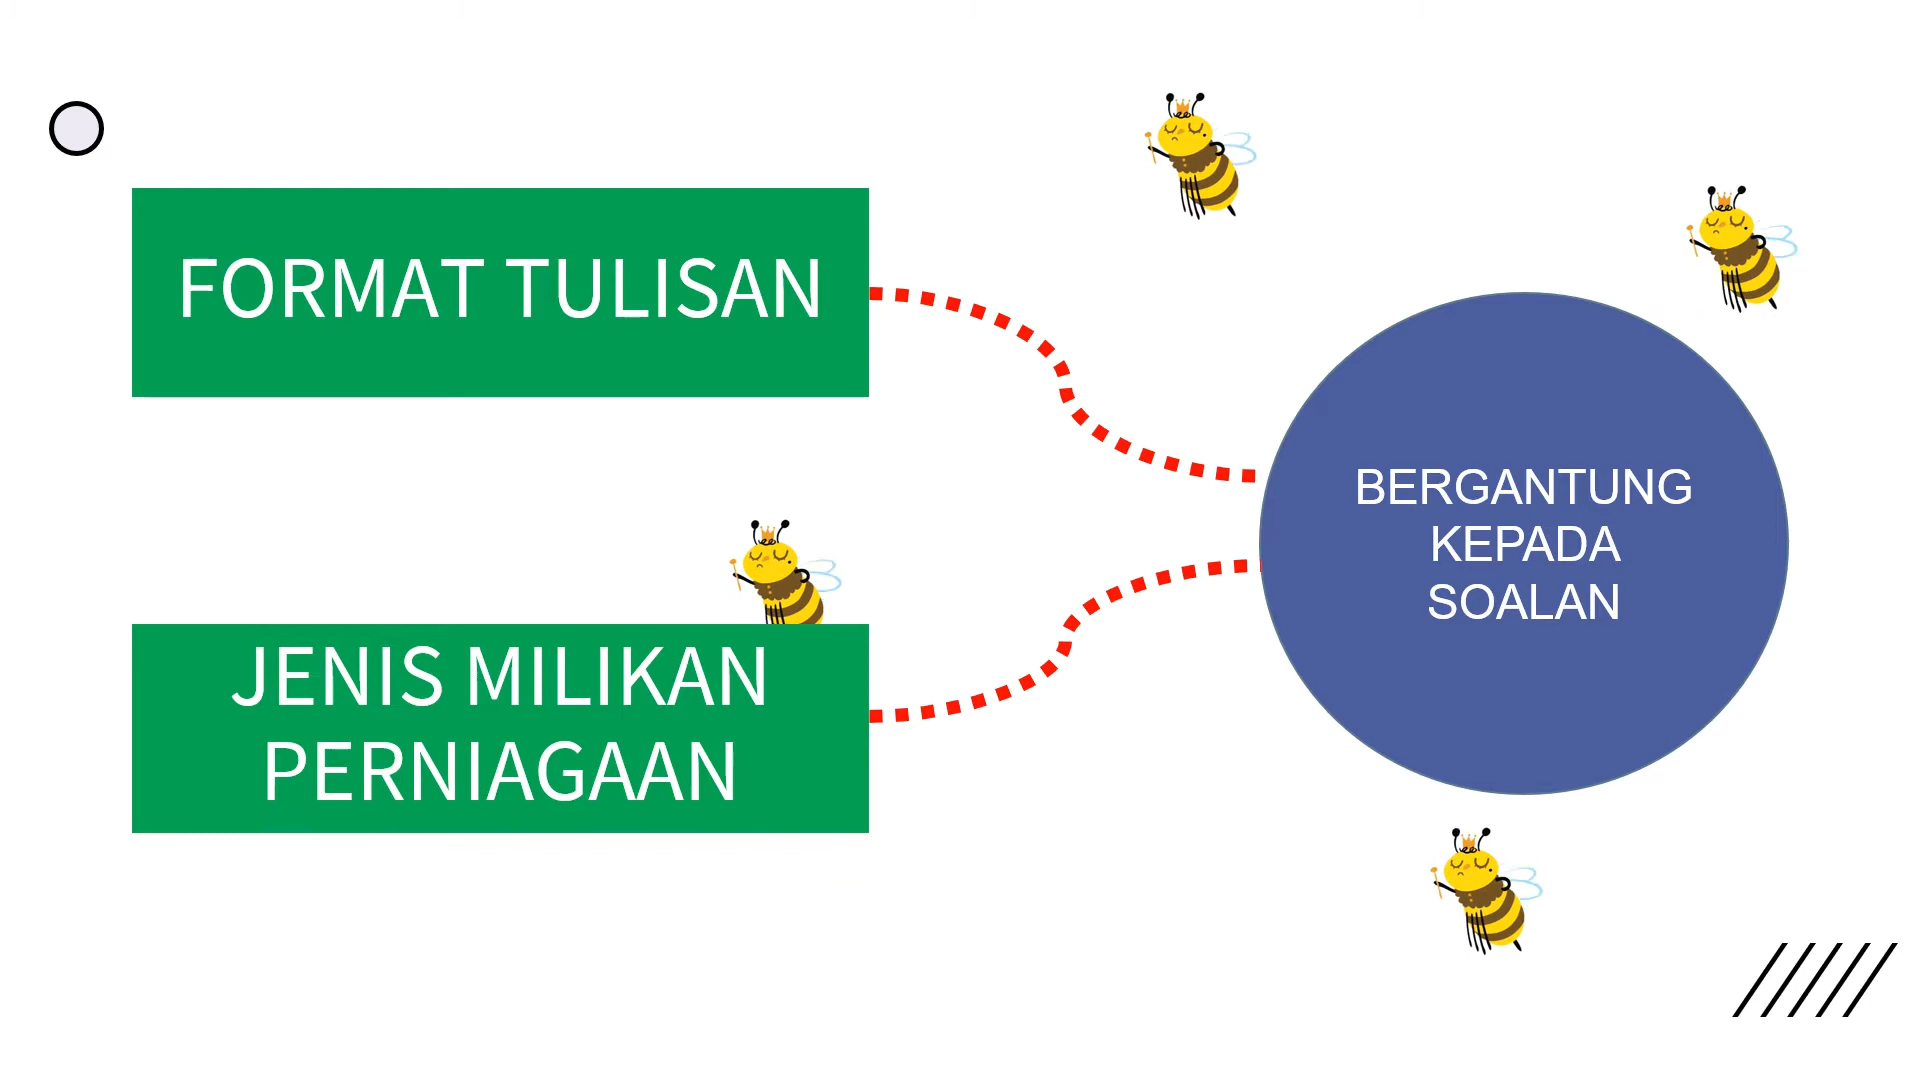 FORMAT TULISAN
JENIS MILIKAN
PERNIAGAAN
BERGANTUNG
KEPADA
SOALAN